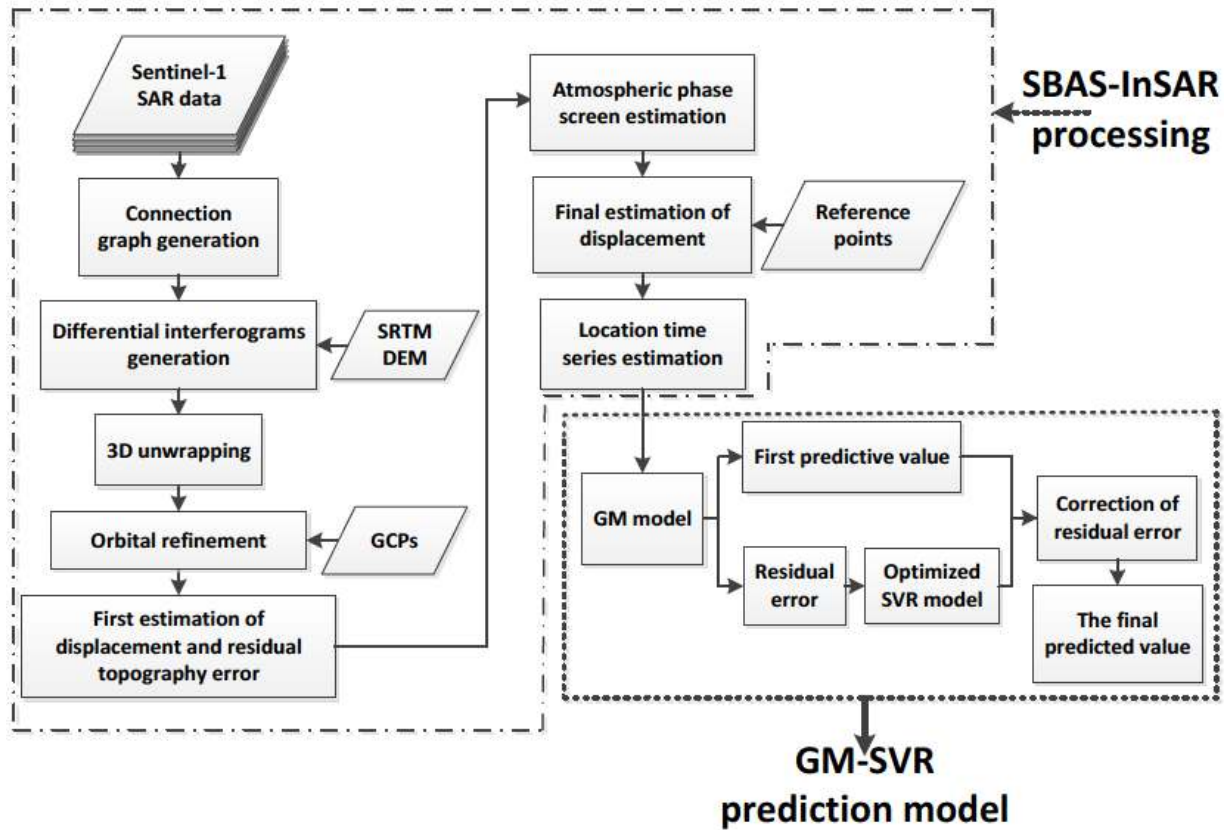 Sentinel-1
SAR data
Connection
graph generation
Differential interferograms
generation
SRTM
DEM
3D unwrapping
Orbital refinement
GCPs
First estimation of
displacement and residual
topography error
Atmospheric phase
screen estimation
Final estimation of
displacement
Reference
points
Location time
series estimation
SBAS-InSAR
processing
GM model
First predictive value
Residual
error
Optimized
SVR model
Correction of
residual error
The final
predicted value
GM-SVR
prediction model